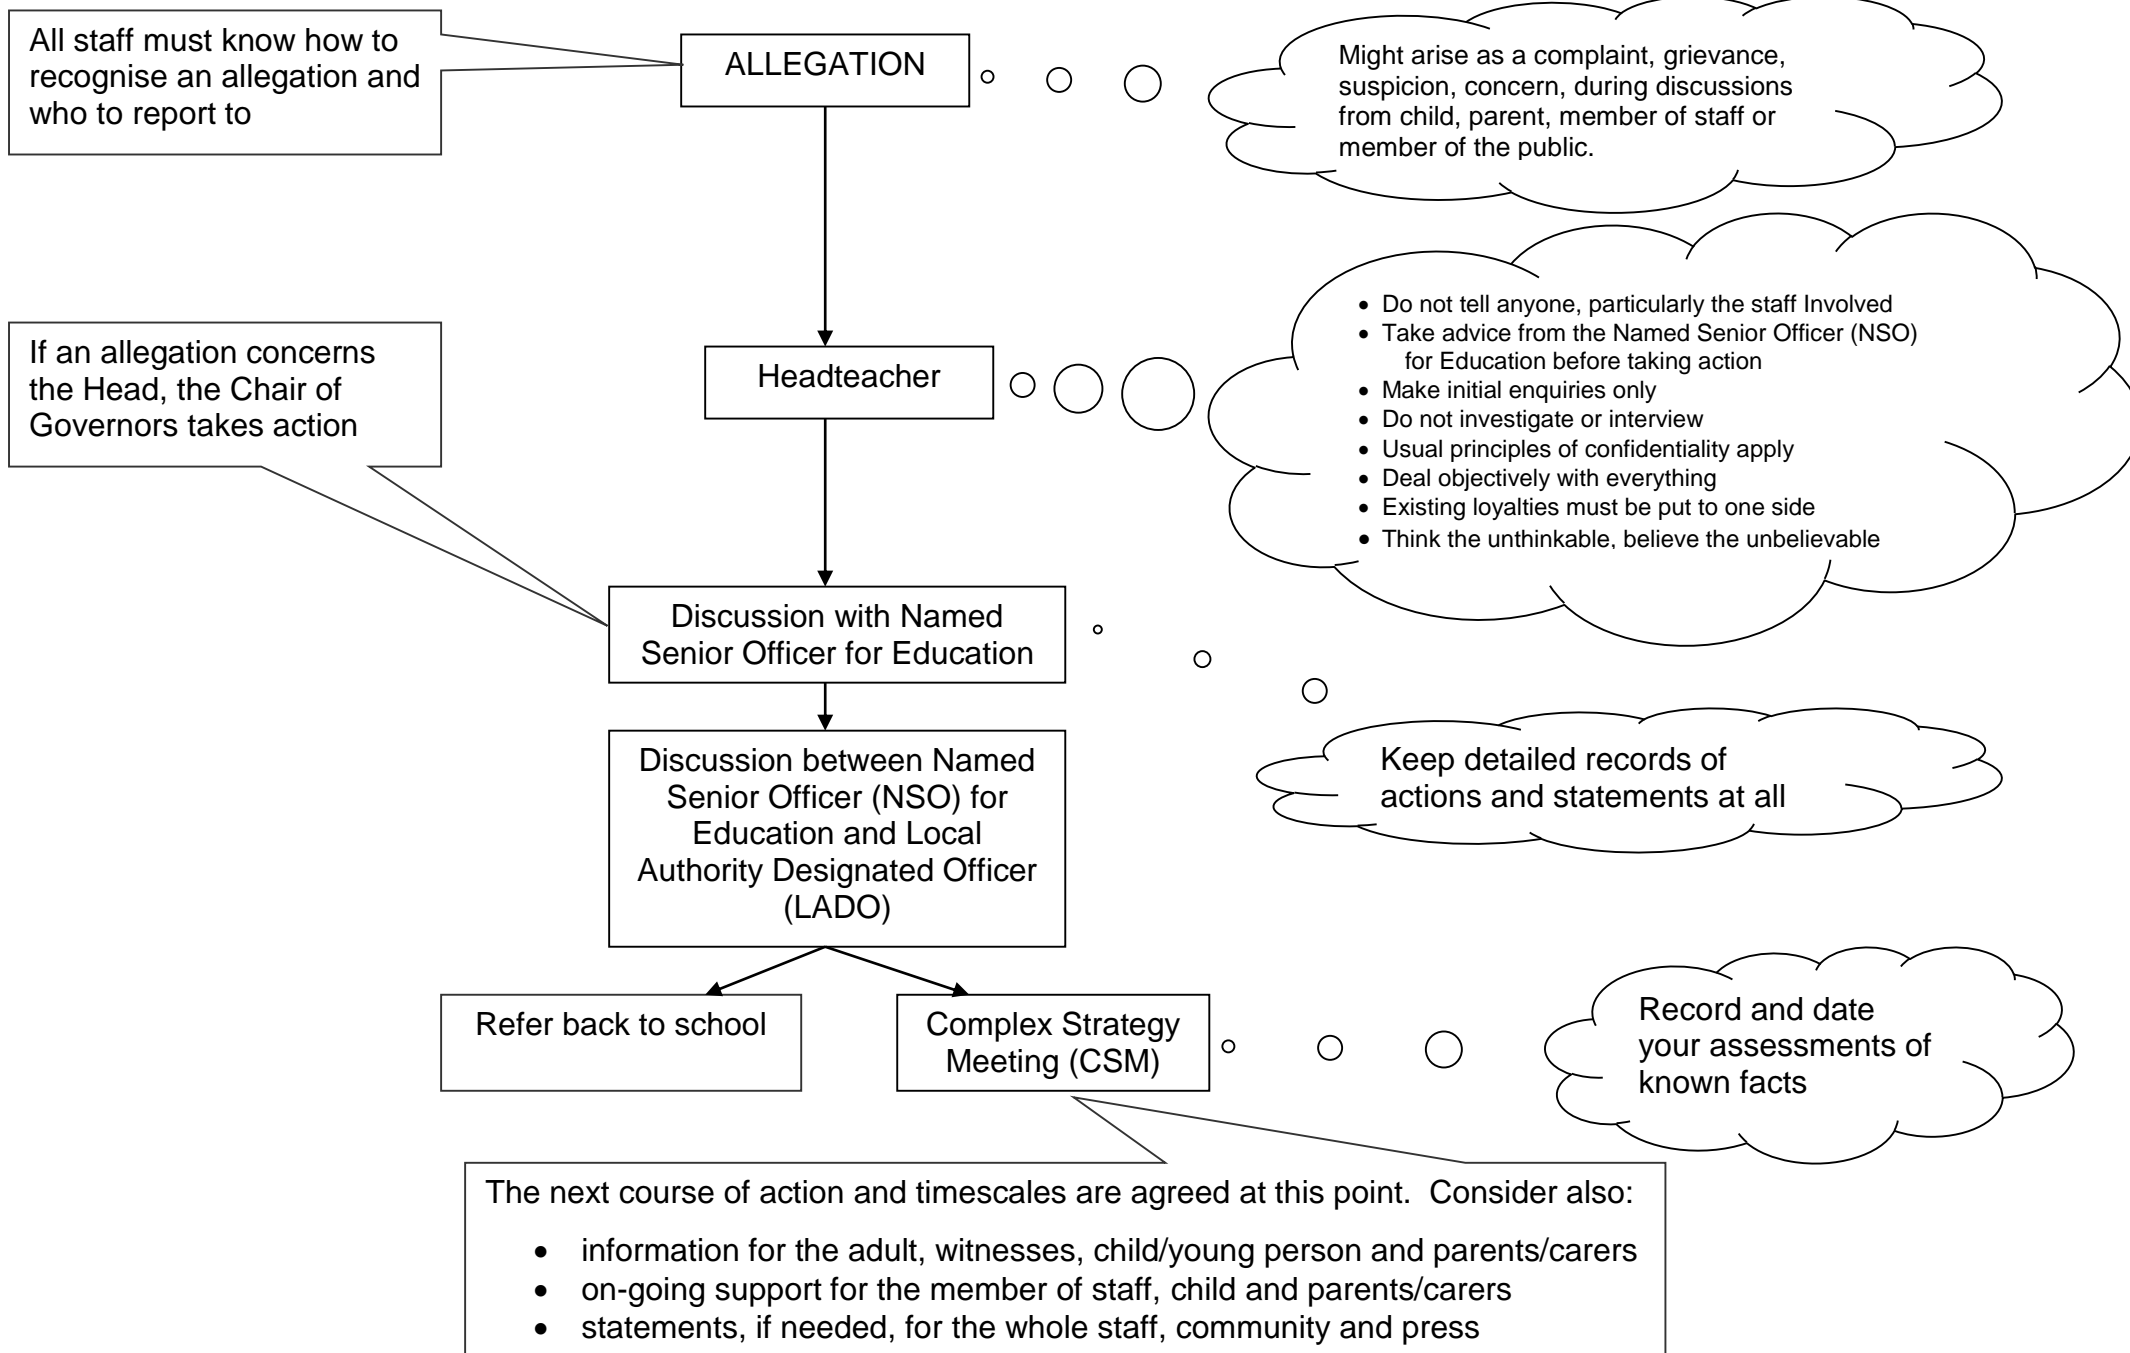 All staff must know how to
recognise an allegation and
who to report to
ALLEGATION
Might arise as a complaint, grievance,
suspicion, concern, during discussions
from child, parent, member of staff or
member of the public.
If an allegation concerns
the Head, the Chair of
Governors takes action
Headteacher
• Do not tell anyone, particularly the staff Involved
• Take advice from the Named Senior Officer (NSO)
for Education before taking action
• Make initial enquiries only
• Do not investigate or interview
• Usual principles of confidentiality apply
• Deal objectively with everything
• Existing loyalties must be put to one side
• Think the unthinkable, believe the unbelievable
Discussion with Named
Senior Officer for Education
Discussion between Named
Senior Officer (NSO) for
Education and Local
Authority Designated Officer
(LADO)
Keep detailed records of
actions and statements at all
Refer back to school
Complex Strategy
Meeting (CSM)
Record and date
your assessments of
known facts
The next course of action and timescales are agreed at this point.  Consider also:
• information for the adult, witnesses, child/young person and parents/carers
• on-going support for the member of staff, child and parents/carers
• statements, if needed, for the whole staff, community and press